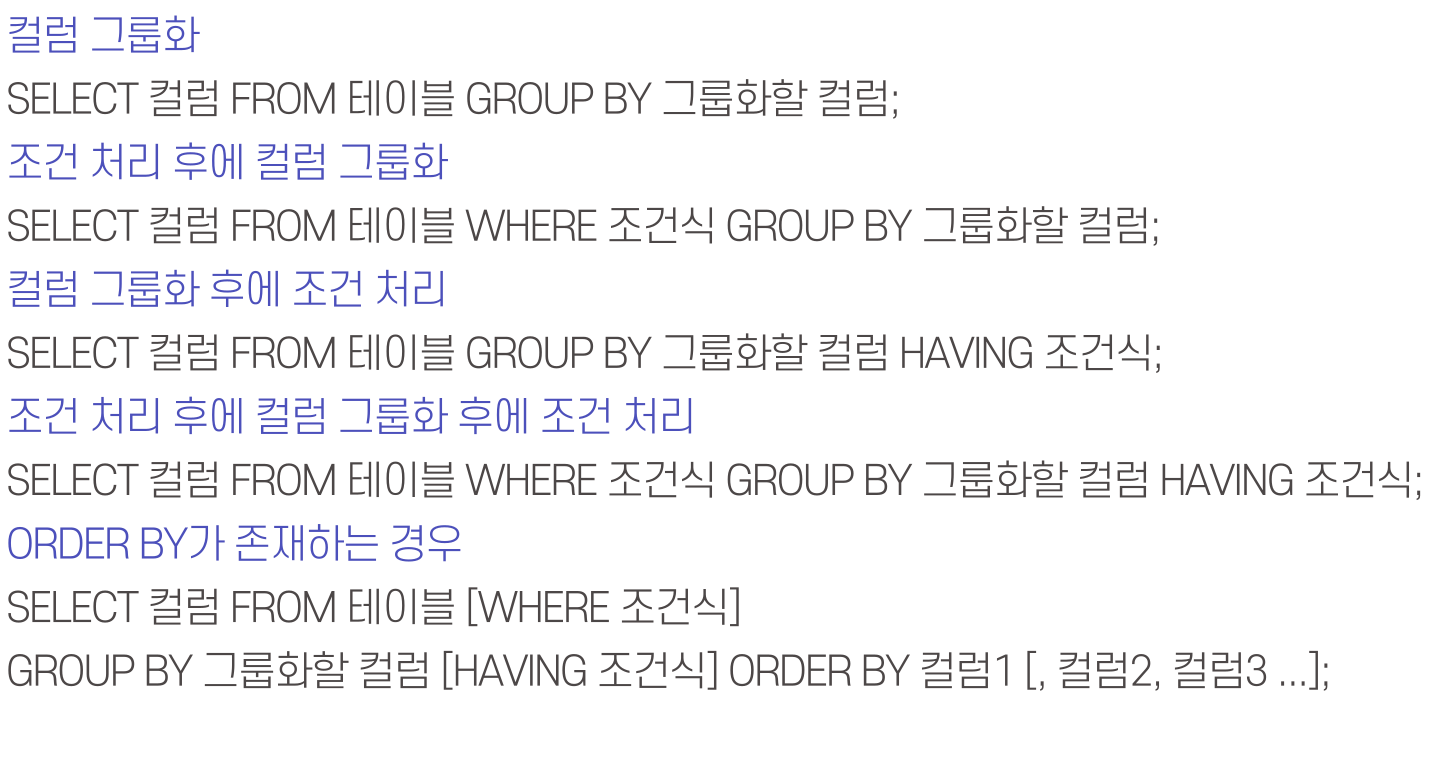 컬럼 그룹화
SELECT 컬럼 FROM 테이블 GROUP BY 그룹화할 컬럼;
조건 처리 후에 컬럼 그룹화
SELECT 컬럼 FROM 테이블 WHERE 조건식 GROUP BY 그룹화할 컬럼;
컬럼 그룹화 후에 조건 처리
SELECT 컬럼 FROM 테이블 GROUP BY 그룹화할 컬럼 HAVING 조건식;
조건 처리 후에 컬럼 그룹화 후에 조건 처리
SELECT 컬럼 FROM 테이블 WHERE 조건식 GROUP BY 그룹화할 컬럼 HAVING 조건식;
ORDER BY가 존재하는 경우
SELECT 컬럼 FROM 테이블 [WHERE 조건식]
GROUP BY 그룹화할 컬럼 [HAVING 조건식] ORDER BY 컬럼1 [, 컬럼2, 컬럼3 ...];